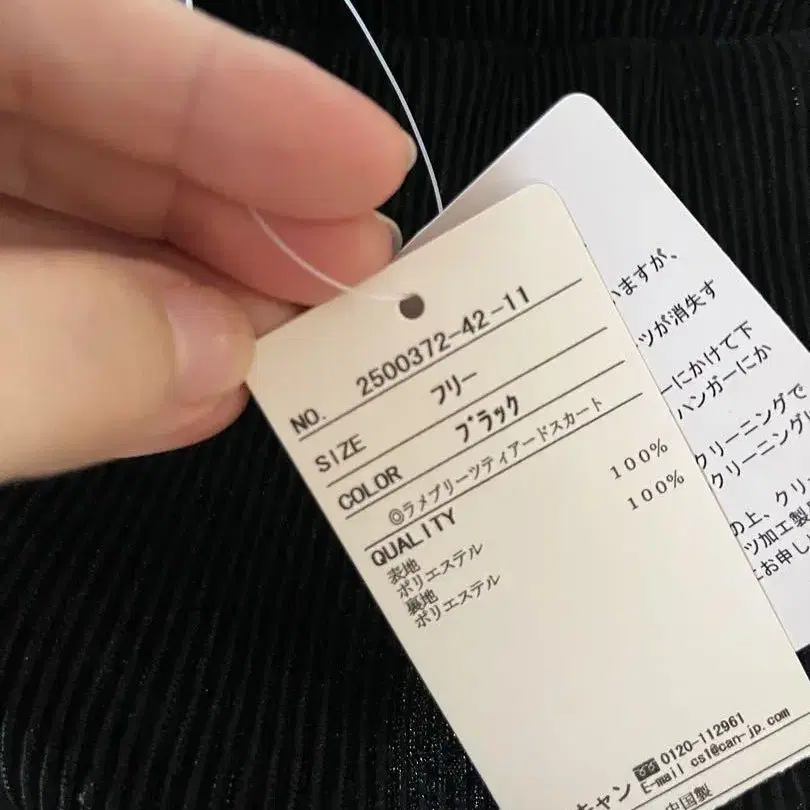 NO. 2500372-42-11
SIZE フリー
COLOR ブラック
◎ラメプリーツティアードスカート
QUALITY
表地
ポリエステル 100%
裏地
ポリエステル 100%
キャン 0120-112961
E-mail cs1@can-jp.com
中国製
いますが、
ツが消失す
ーにかけて下
ハンガーにか
クリーニングで
クリーニング
の上、クリ
ツ加工製
お申し